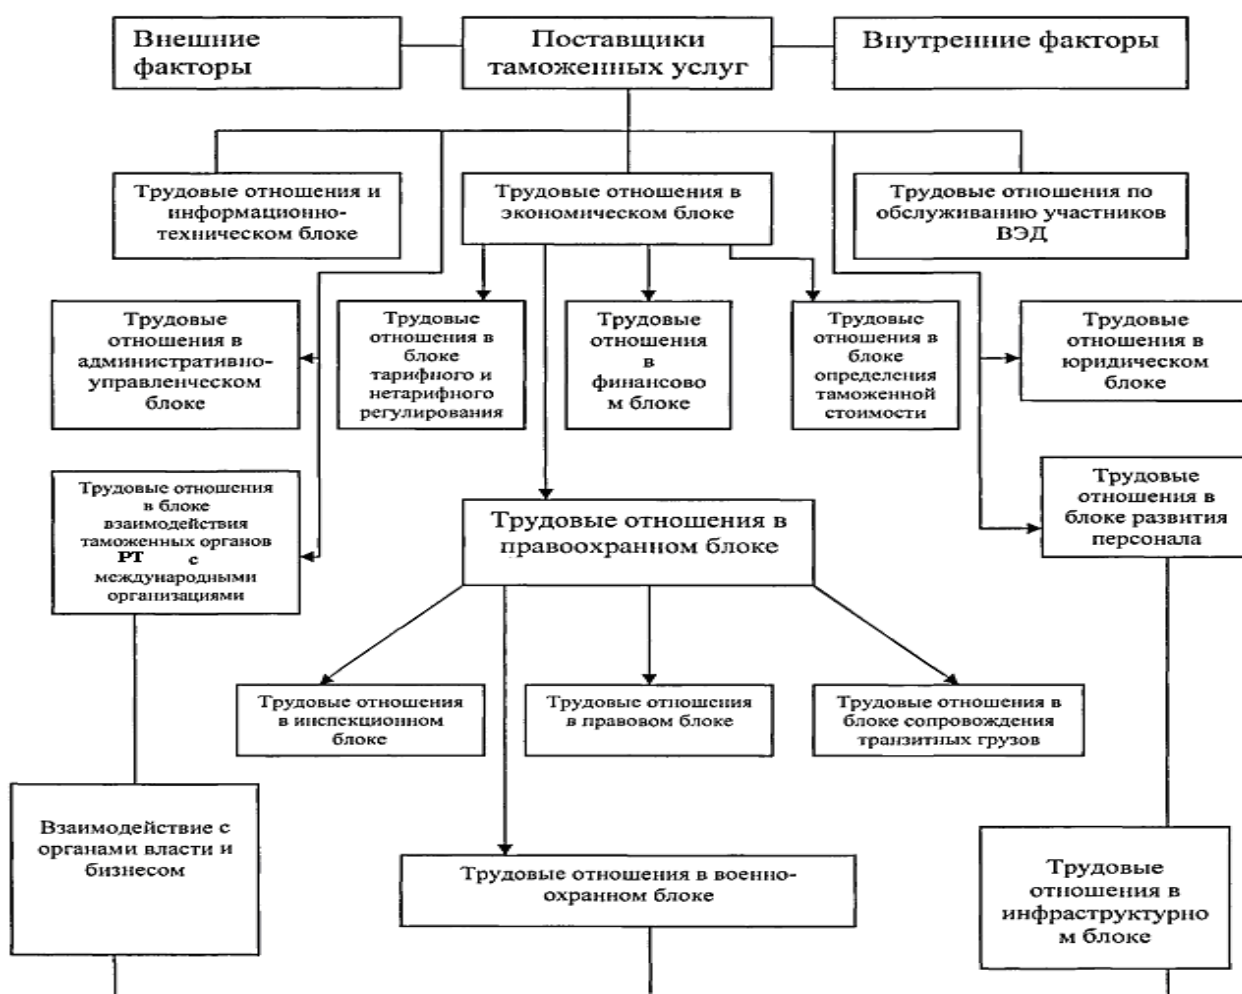 Внешние
факторы
Поставщики
таможенных услуг
Внутренние факторы
Трудовые отношения и
информационно-
техническом блоке
Трудовые отношения в
экономическом блоке
Трудовые отношения по
обслуживанию участников
ВЭД
Трудовые
отношения в
административно-
управленческом
блоке
Трудовые
отношения в
блоке
тарифного и
нетарифного
регулирования
Трудовые
отношения
в
финансово
м блоке
Трудовые
отношения в
блоке
определения
таможенной
стоимости
Трудовые
отношения в
юридическом
блоке
Трудовые отношения
в блоке
взаимодействия
таможенных органов
РТ с
международными
организациями
Трудовые отношения в
правоохранном блоке
Трудовые
отношения в
блоке развития
персонала
Трудовые отношения
в инспекционном
блоке
Трудовые отношения
в правовом блоке
Трудовые отношения в
блоке сопровождения
транзитных грузов
Взаимодействие с
органами власти и
бизнесом
Трудовые отношения в военно-
охранном блоке
Трудовые
отношения в
инфраструктурно
м блоке